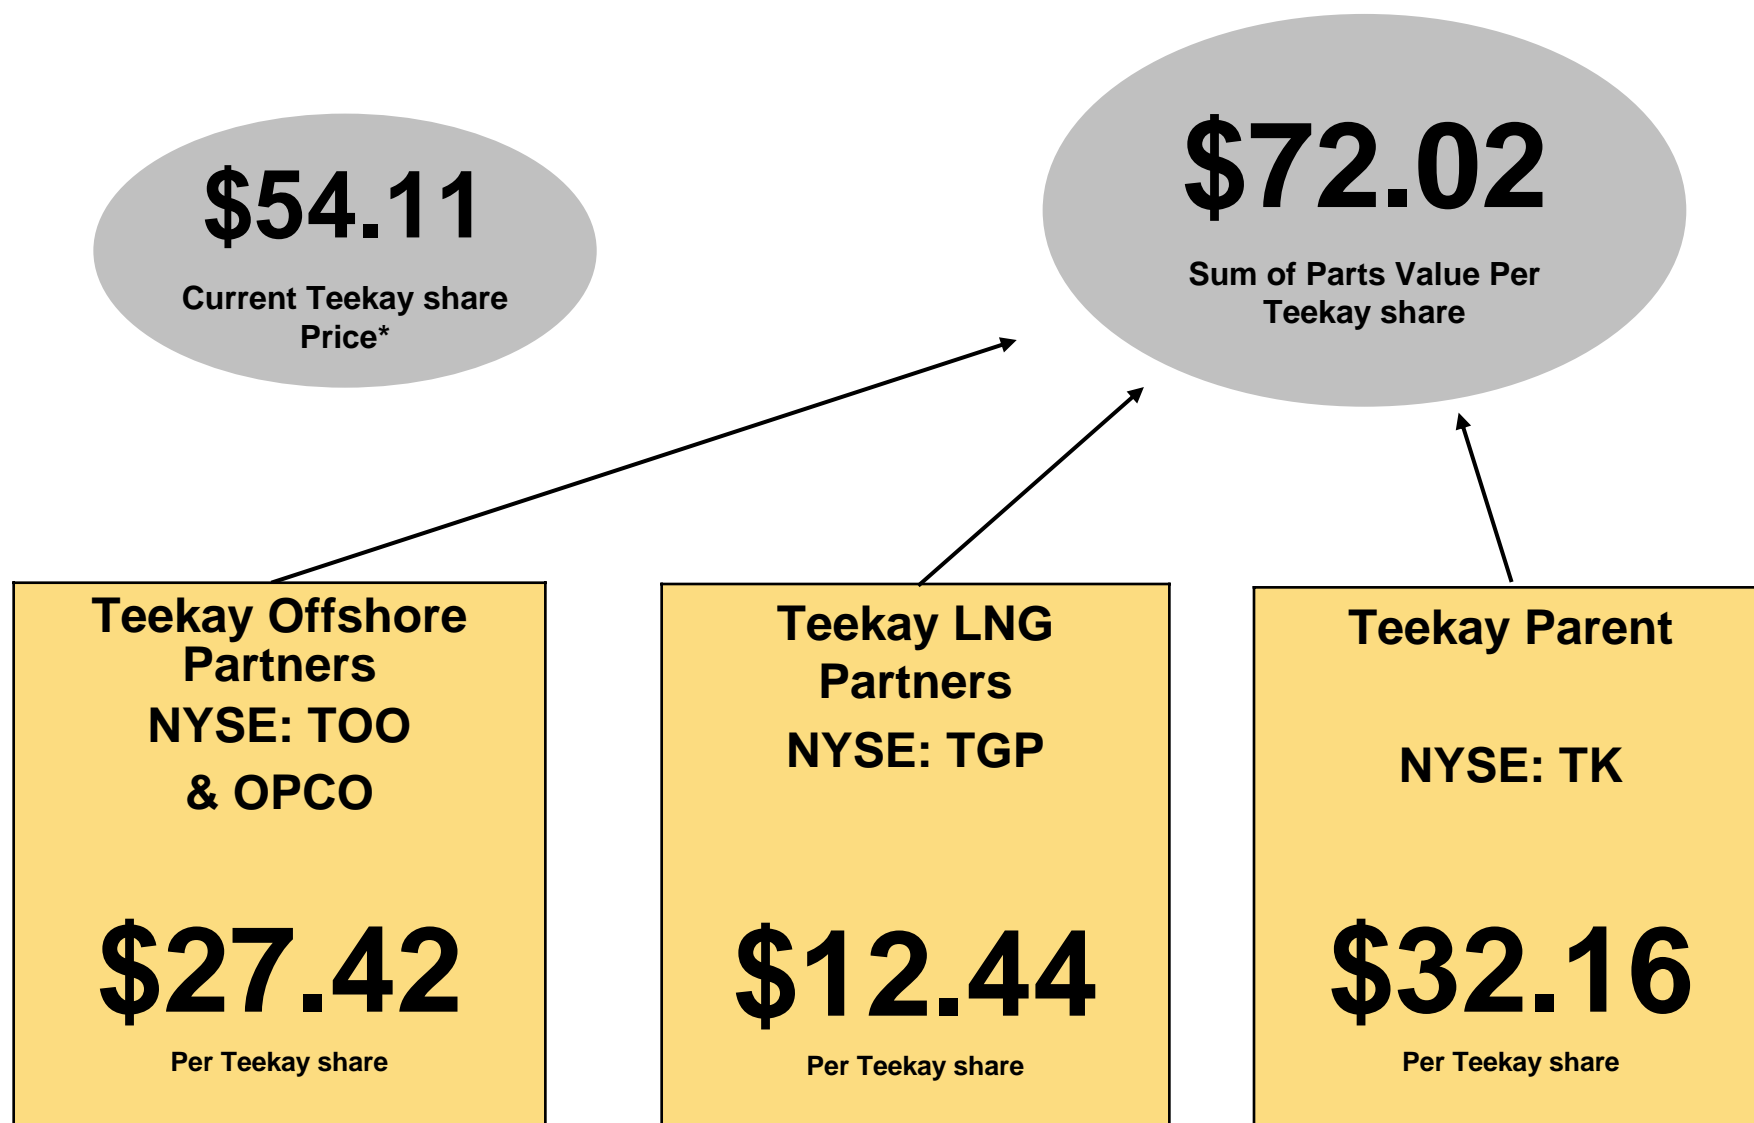 $54.11
Current Teekay share
Price*
$72.02
Sum of Parts Value Per
Teekay share
Teekay Offshore
Partners
NYSE: TOO
& OPCO
$27.42
Per Teekay share
Teekay LNG
Partners
NYSE: TGP
$12.44
Per Teekay share
Teekay Parent
NYSE: TK
$32.16
Per Teekay share